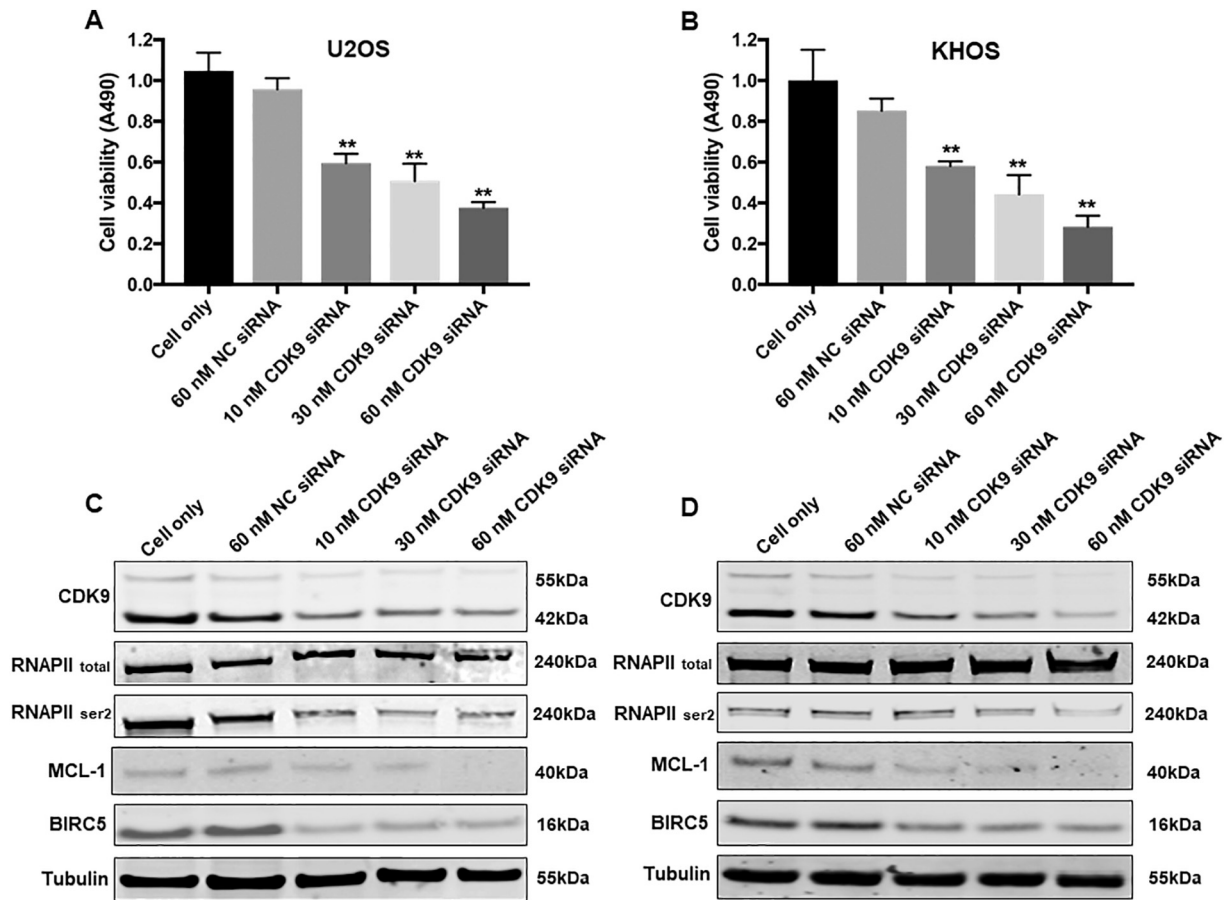 A
U2OS
Cell viability (A490)
1.2
1.0
0.8
0.6
0.4
0.2
0.0
**
**
**
Cell only
60 nM NC siRNA
10 nM CDK9 siRNA
30 nM CDK9 siRNA
60 nM CDK9 siRNA
B
KHOS
Cell viability (A490)
1.2
1.0
0.8
0.6
0.4
0.2
0.0
**
**
**
Cell only
60 nM NC siRNA
10 nM CDK9 siRNA
30 nM CDK9 siRNA
60 nM CDK9 siRNA
C
Cell only
60 nM NC siRNA
10 nM CDK9 siRNA
30 nM CDK9 siRNA
60 nM CDK9 siRNA
CDK9
55kDa
42kDa
RNAPII total
240kDa
RNAPII ser2
240kDa
MCL-1
40kDa
BIRC5
16kDa
Tubulin
55kDa
D
Cell only
60 nM NC siRNA
10 nM CDK9 siRNA
30 nM CDK9 siRNA
60 nM CDK9 siRNA
CDK9
55kDa
42kDa
RNAPII total
240kDa
RNAPII ser2
240kDa
MCL-1
40kDa
BIRC5
16kDa
Tubulin
55kDa